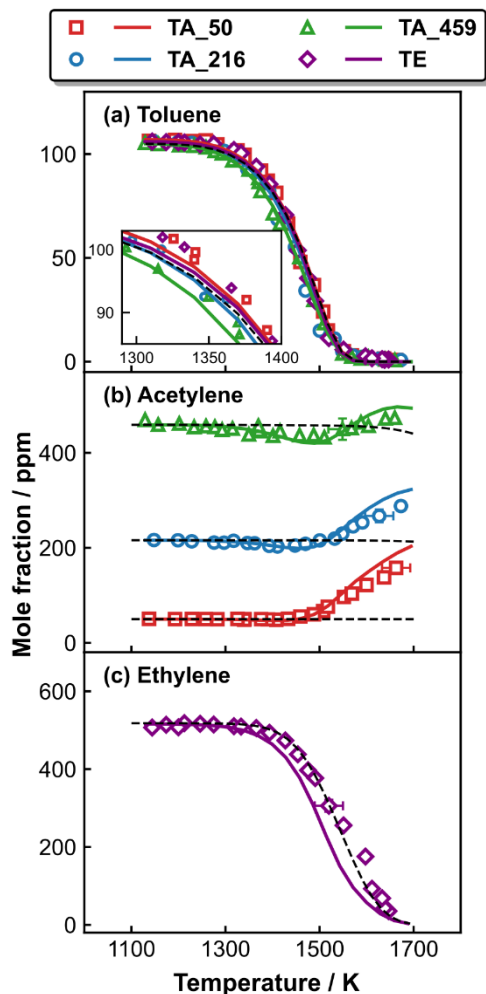 TA_50 TA_459
TA_216 TE
(a) Toluene
100
50
0
100
90
1300 1350 1400
(b) Acetylene
400
200
0
Mole fraction / ppm
(c) Ethylene
600
400
200
0
1100 1300 1500 1700
Temperature / K